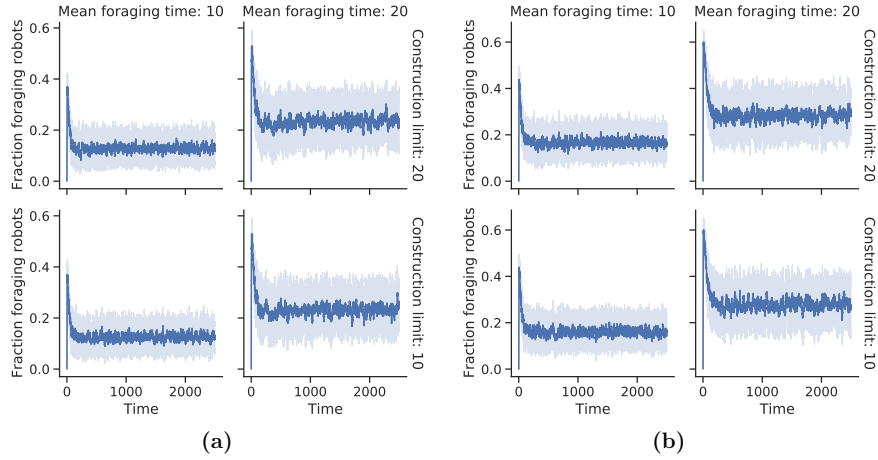 Mean foraging time: 10
Mean foraging time: 20
Fraction foraging robots
0.6
0.4
0.2
0.0
Construction limit: 20
Fraction foraging robots
0.6
0.4
0.2
0.0
Construction limit: 10
0
1000
2000
0
2000
Time
Time
(a)
Mean foraging time: 10
Mean foraging time: 20
Fraction foraging robots
0.6
0.4
0.2
0.0
Construction limit: 20
Fraction foraging robots
0.6
0.4
0.2
0.0
Construction limit: 10
0
1000
2000
0
2000
Time
Time
(b)